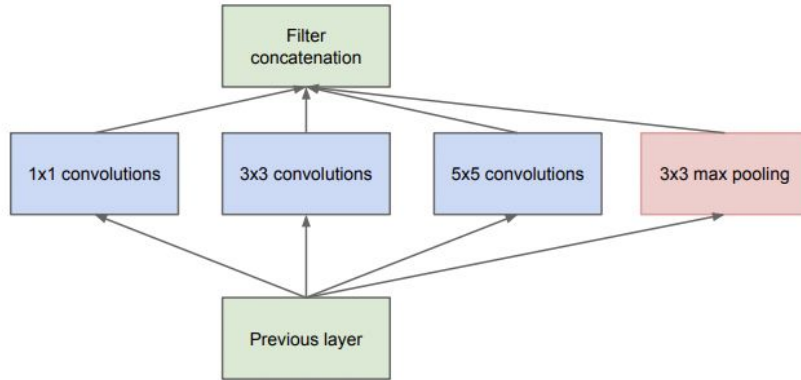 Filter
concatenation
1x1 convolutions
3x3 convolutions
5x5 convolutions
3x3 max pooling
Previous layer